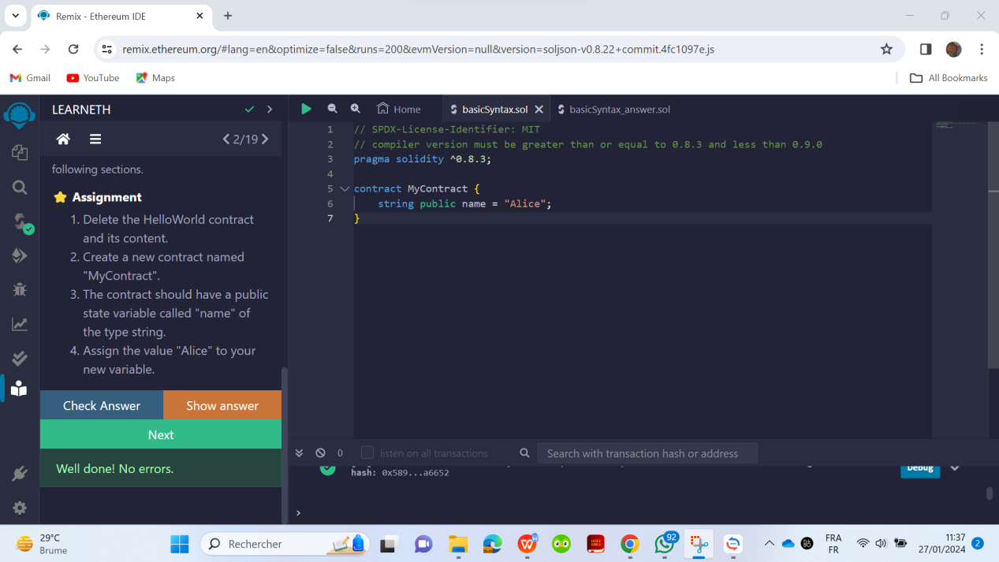 Remix - Ethereum IDE
remix.ethereum.org/#lang=en&optimize=false&runs=200&evmVersion=null&version=soljson-v0.8.22+commit.4fc1097e.js
Gmail
YouTube
Maps
All Bookmarks
LEARNETH
2/19
following sections.
Assignment
1. Delete the HelloWorld contract
and its content.
2. Create a new contract named
"MyContract".
3. The contract should have a public
state variable called "name" of
the type string.
4. Assign the value "Alice" to your
new variable.
Check Answer
Show answer
Next
Well done! No errors.
Home
basicSyntax.sol
basicSyntax_answer.sol
1 // SPDX-License-Identifier: MIT
2 // compiler version must be greater than or equal to 0.8.3 and less than 0.9.0
3 pragma solidity ^0.8.3;
4
5 contract MyContract {
6 string public name = "Alice";
7 }
0
listen on all transactions
Search with transaction hash or address
hash: 0x589...a6652
Debug
>
29°C
Brume
Rechercher
92
FRA
FR
11:37
27/01/2024
2